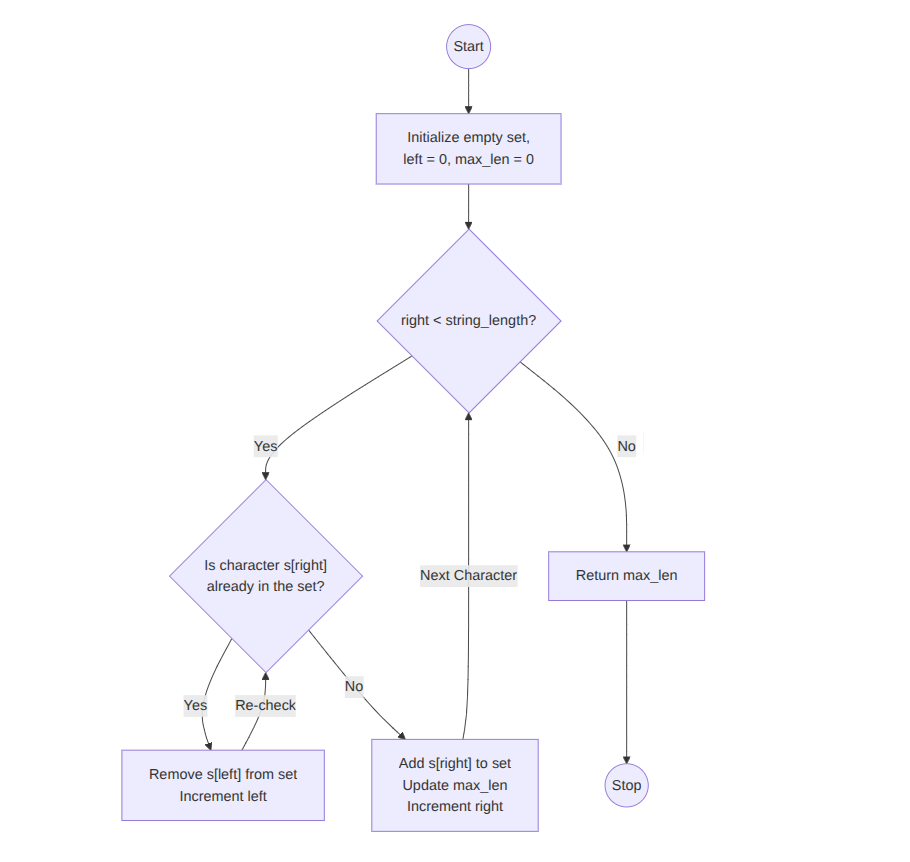 Start
Initialize empty set,
left = 0, max_len = 0
right < string_length?
Yes
No
Is character s[right]
already in the set?
Next Character
Return max_len
Yes
Re-check
No
Remove s[left] from set
Increment left
Add s[right] to set
Update max_len
Increment right
Stop